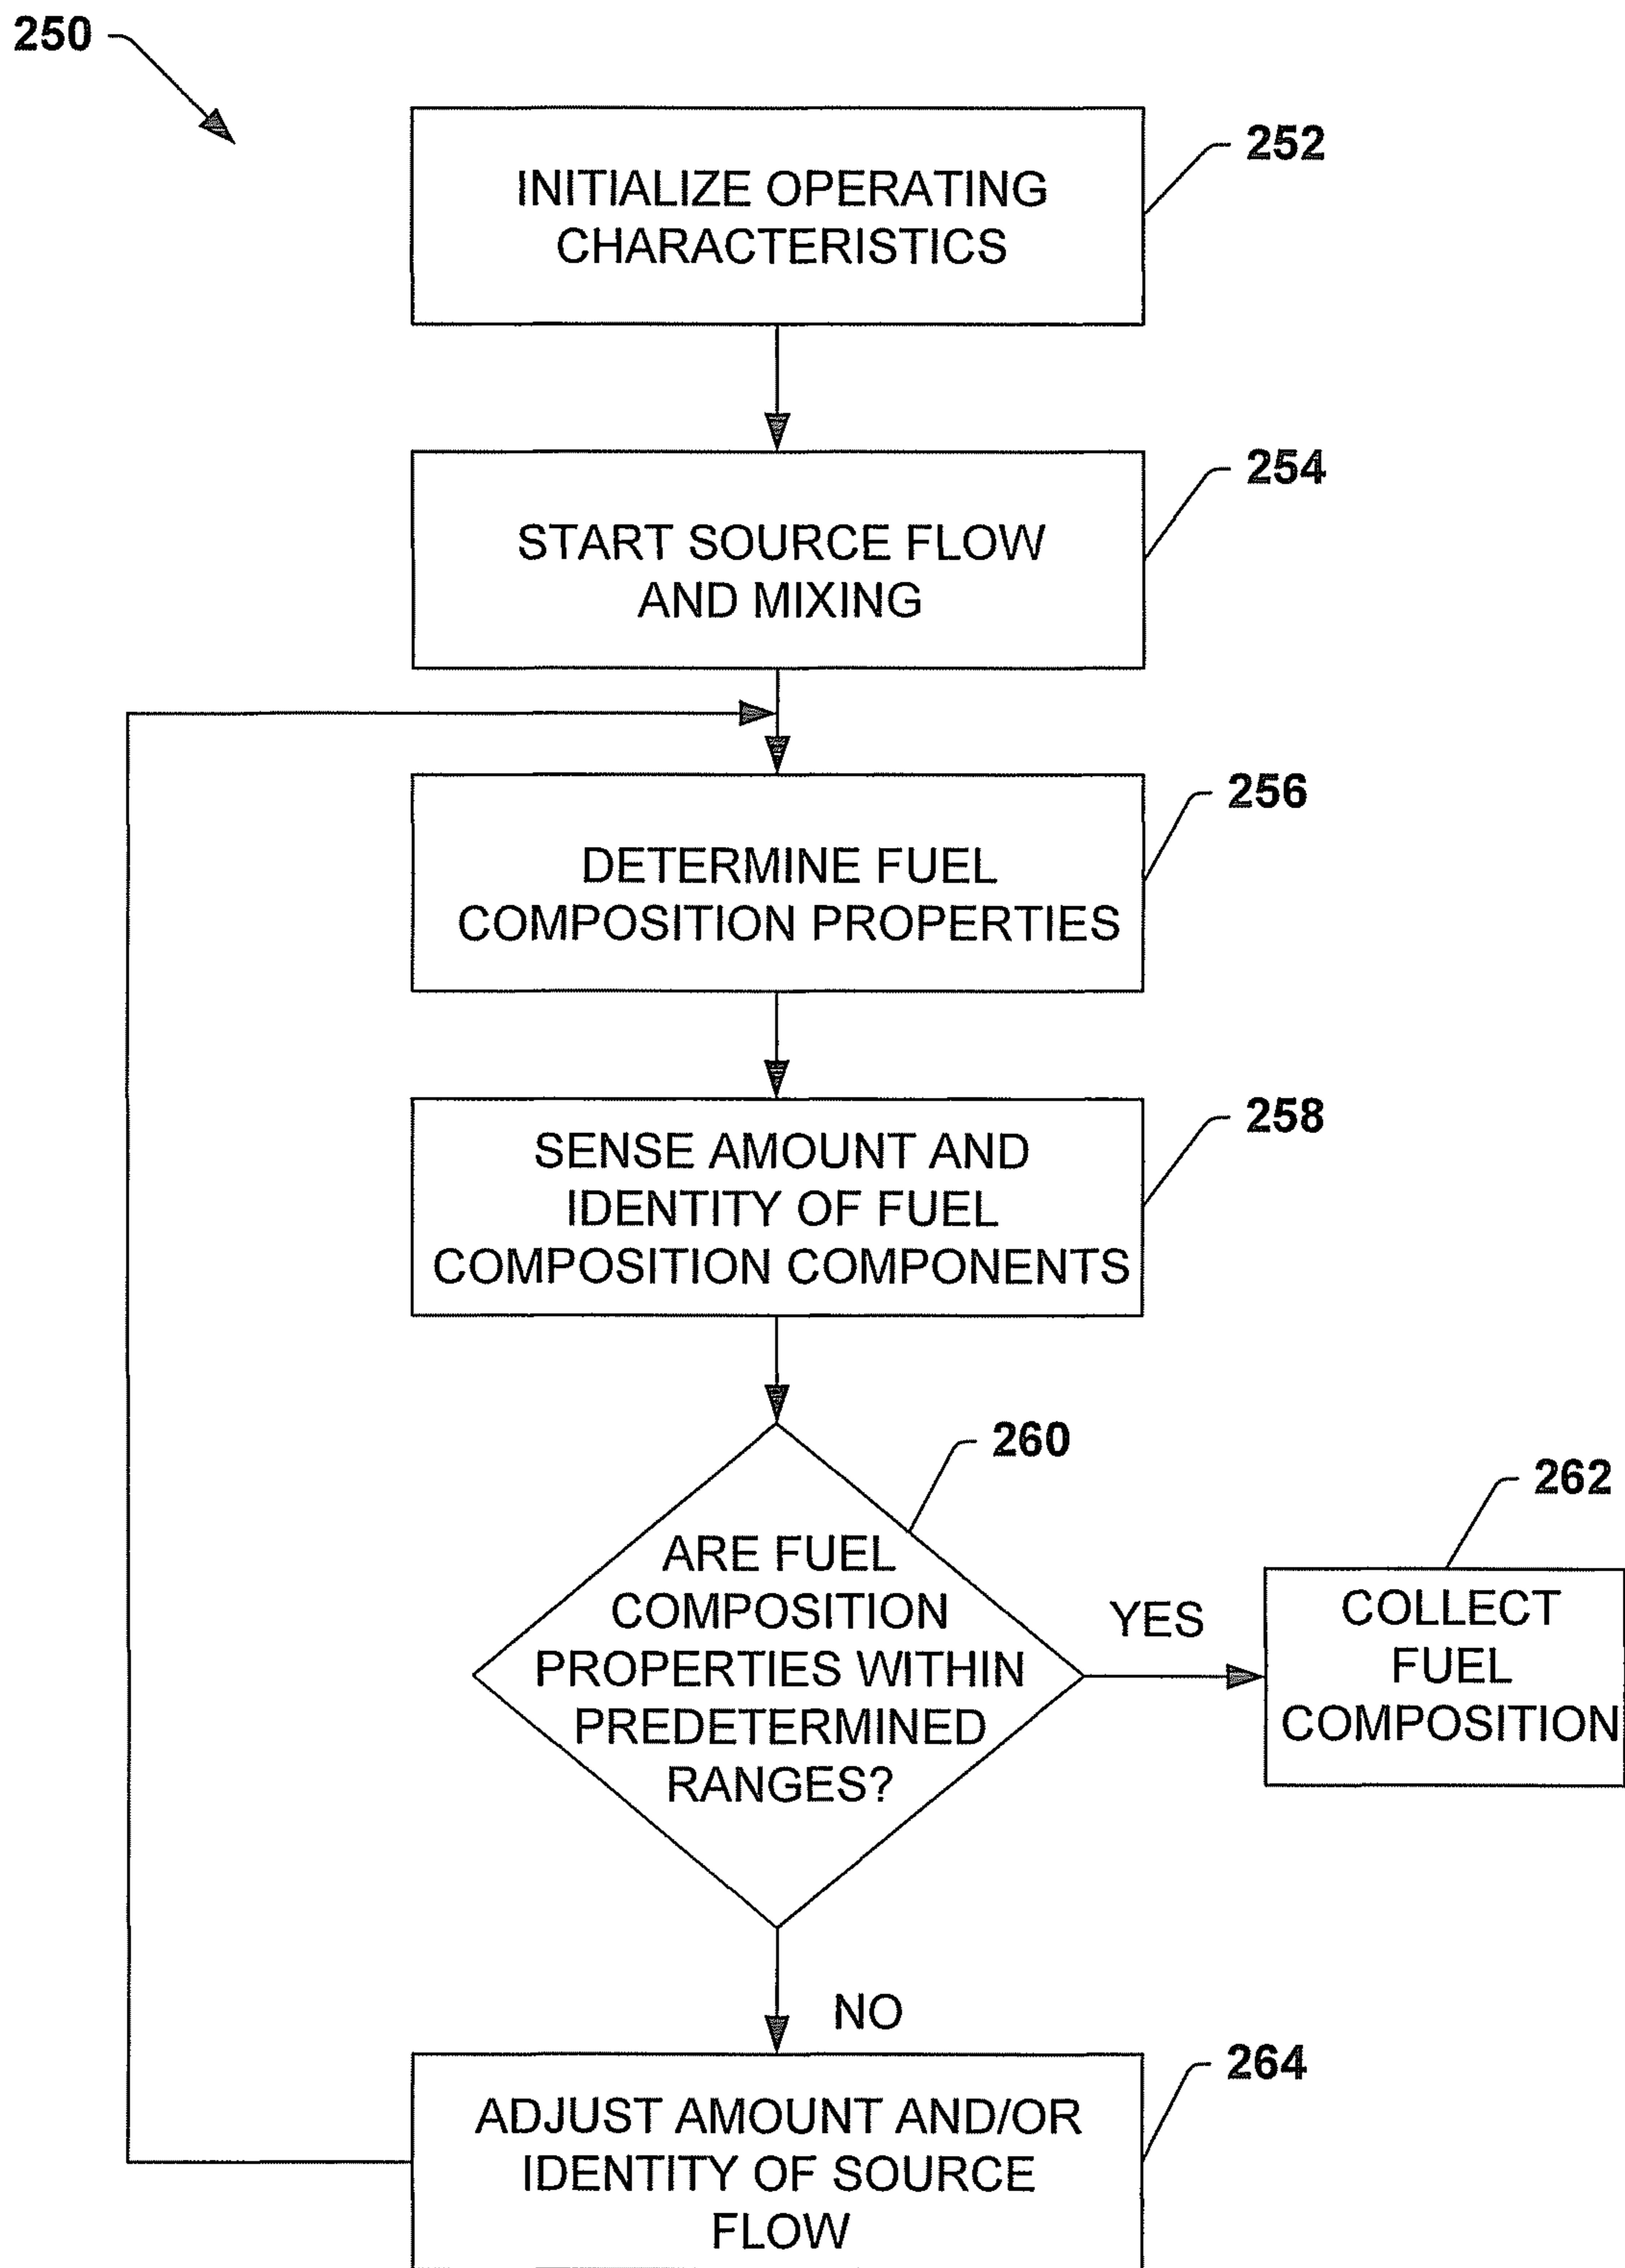 250
INITIALIZE OPERATING
CHARACTERISTICS
252
START SOURCE FLOW
AND MIXING
254
DETERMINE FUEL
COMPOSITION PROPERTIES
256
SENSE AMOUNT AND
IDENTITY OF FUEL
COMPOSITION COMPONENTS
258
ARE FUEL
COMPOSITION
PROPERTIES WITHIN
PREDETERMINED
RANGES?
260
YES
COLLECT
FUEL
COMPOSITION
262
NO
ADJUST AMOUNT AND/OR
IDENTITY OF SOURCE
FLOW
264